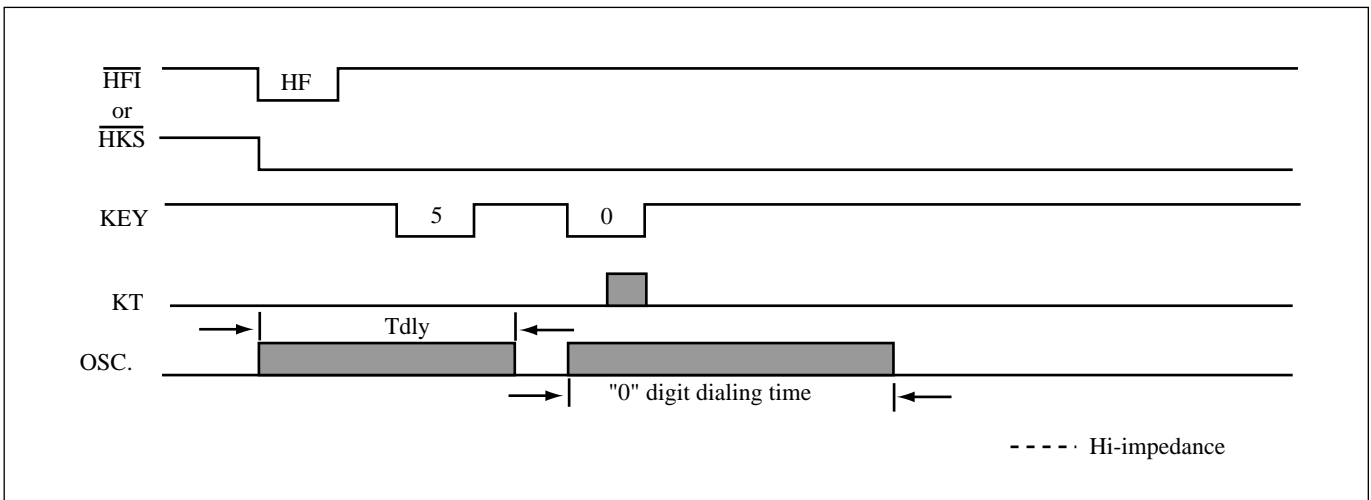 HFI
HF
or
HKS
KEY
5
0
KT
Tdly
OSC.
"0" digit dialing time
Hi-impedance